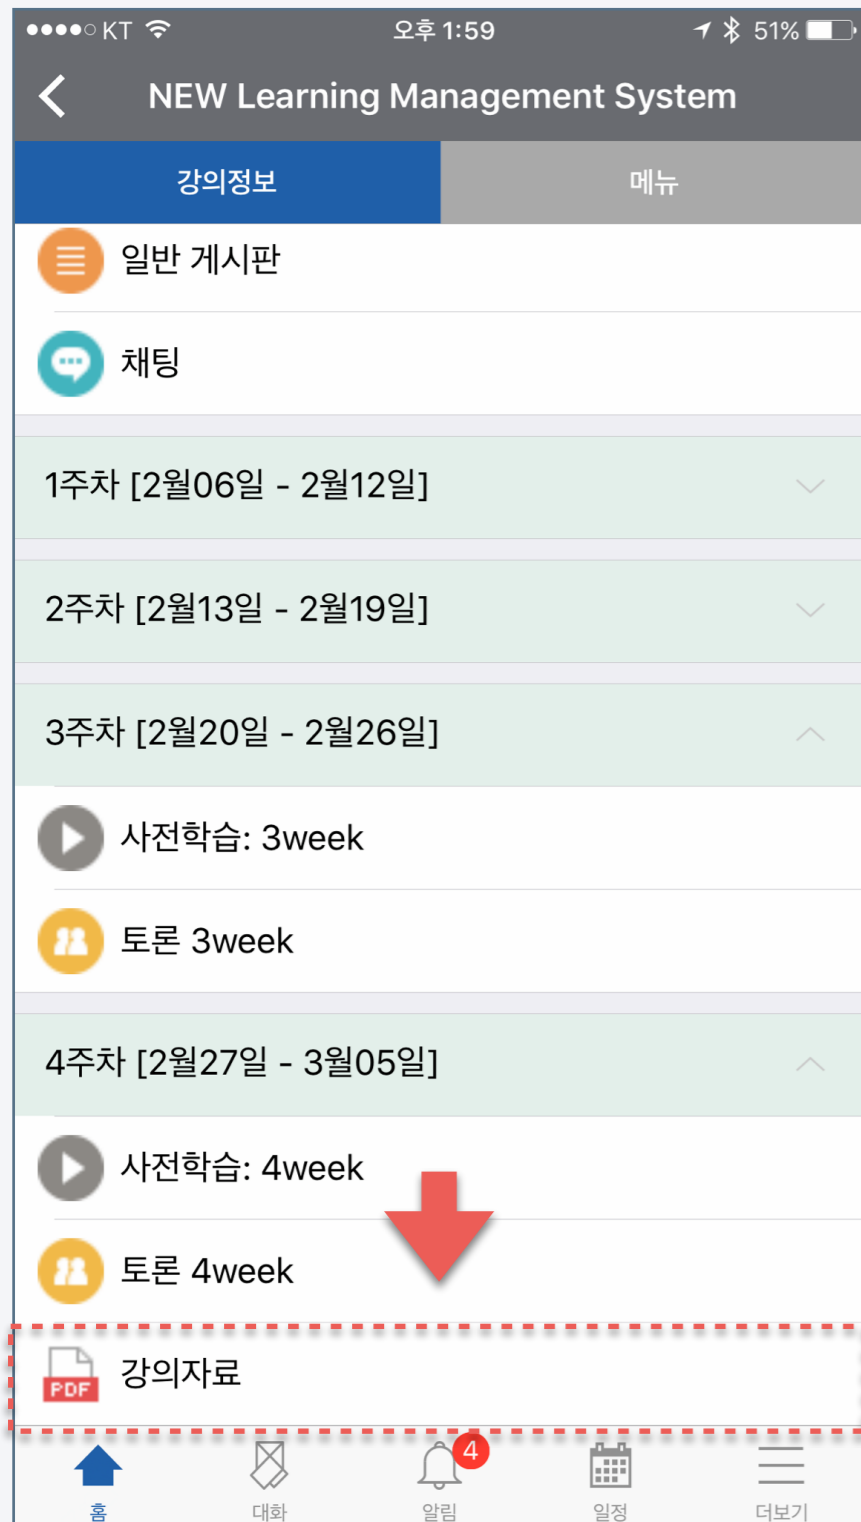 KT 오후 1:59 51%
NEW Learning Management System
강의정보 메뉴
일반 게시판
채팅
1주차 [2월06일 - 2월12일]
2주차 [2월13일 - 2월19일]
3주차 [2월20일 - 2월26일]
사전학습: 3week
토론 3week
4주차 [2월27일 - 3월05일]
사전학습: 4week
토론 4week
PDF 강의자료
4
홈 대화 알림 일정 더보기